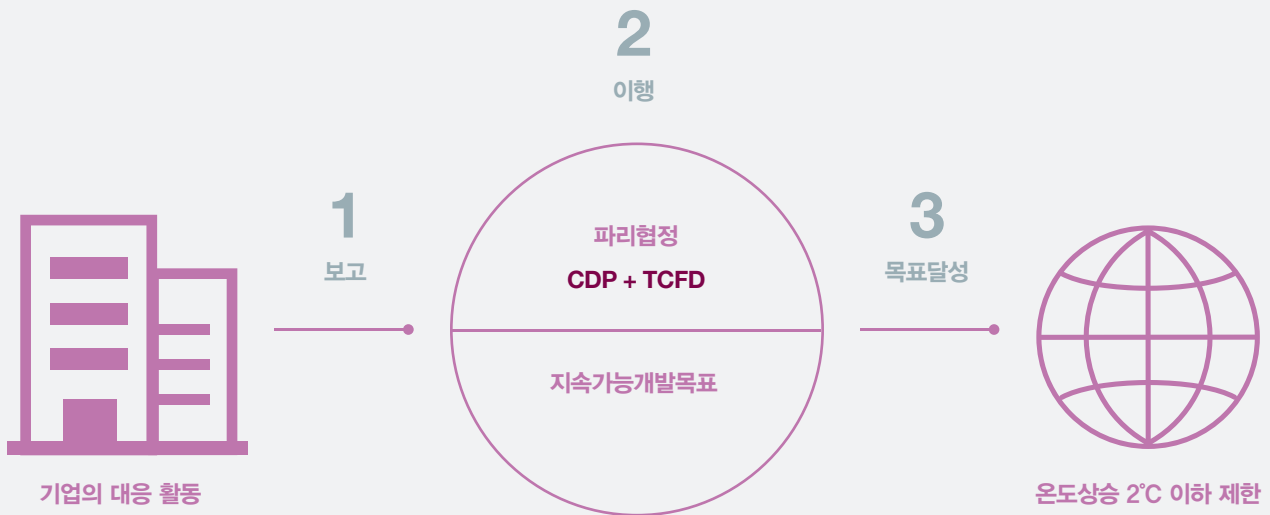 2
이행
1
보고
파리협정
CDP + TCFD
지속가능개발목표
3
목표달성
기업의 대응 활동
온도상승 2°C 이하 제한